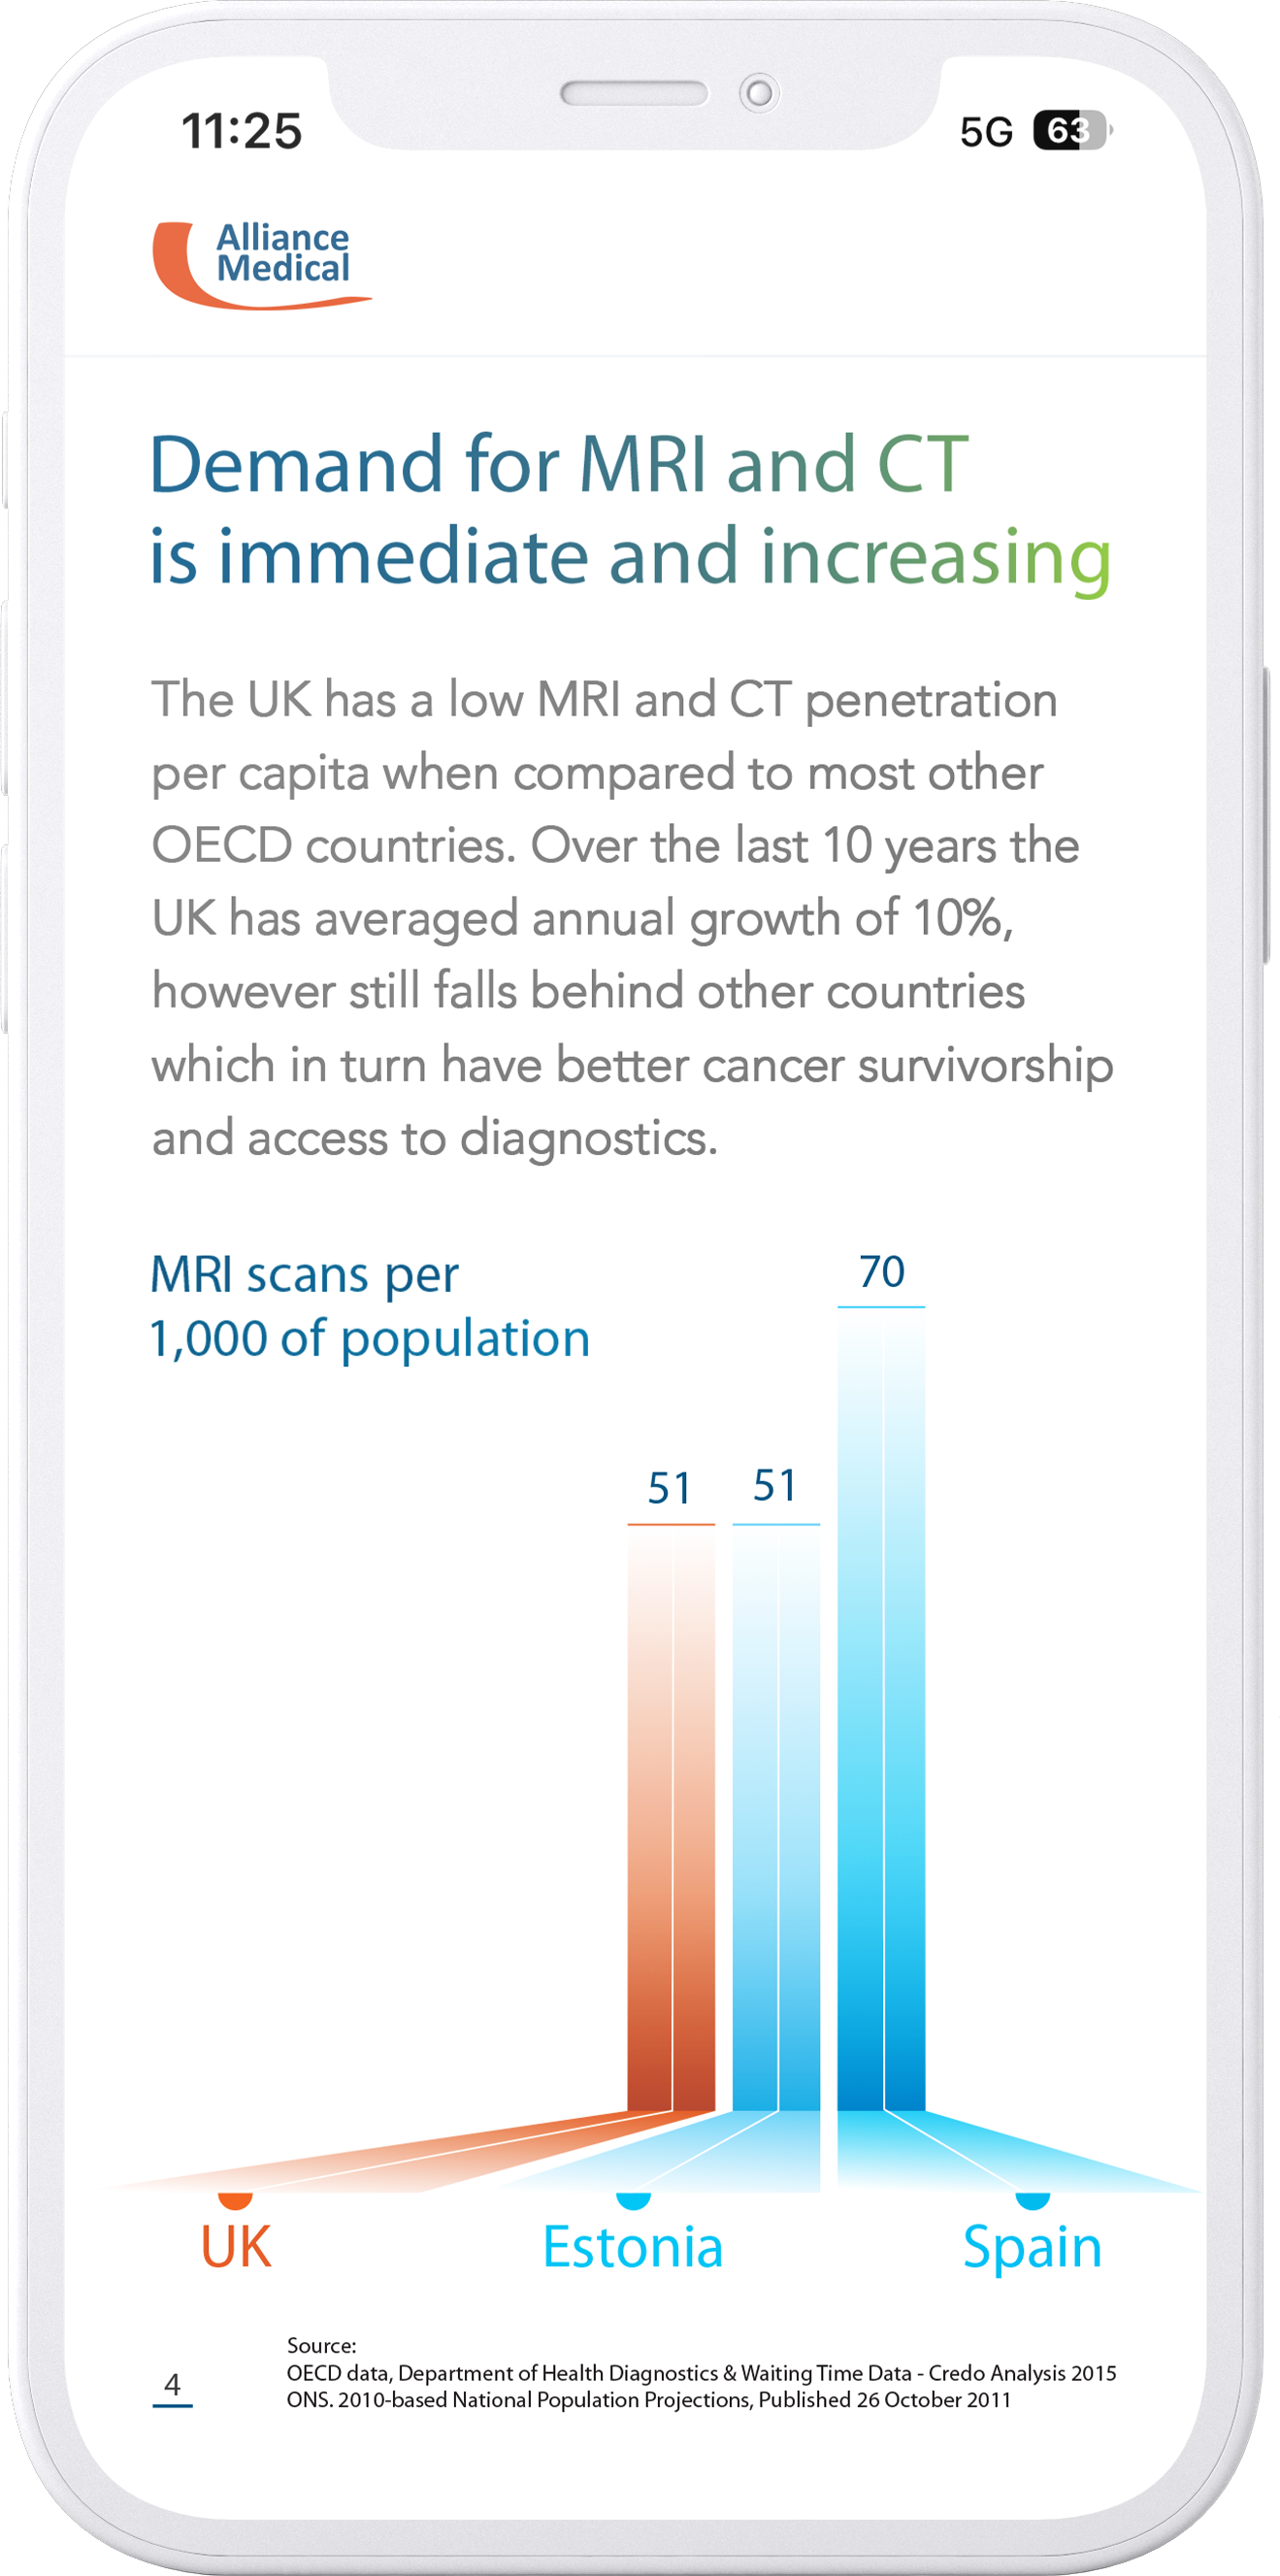 11:25
5G 63
Alliance
Medical
Demand for MRI and CT
is immediate and increasing
The UK has a low MRI and CT penetration
per capita when compared to most other
OECD countries. Over the last 10 years the
UK has averaged annual growth of 10%,
however still falls behind other countries
which in turn have better cancer survivorship
and access to diagnostics.
MRI scans per
1,000 of population
51
51
70
UK
Estonia
Spain
4
Source:
OECD data, Department of Health Diagnostics & Waiting Time Data - Credo Analysis 2015
ONS. 2010-based National Population Projections, Published 26 October 2011